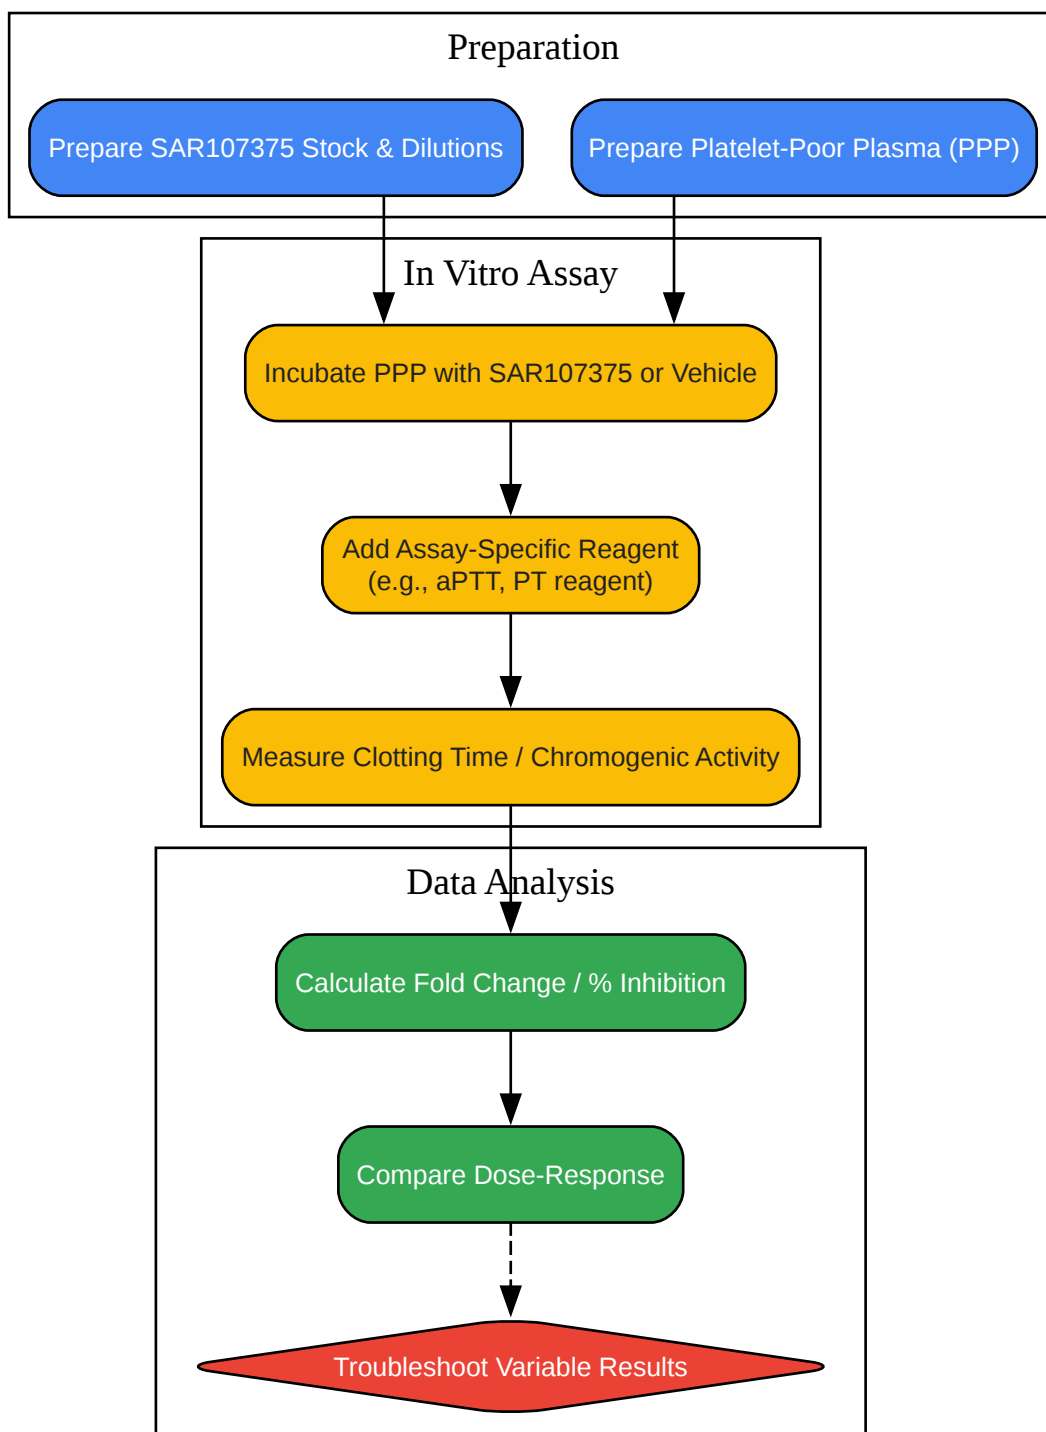 Preparation
Prepare SAR107375 Stock & Dilutions
Prepare Platelet-Poor Plasma (PPP)
In Vitro Assay
Incubate PPP with SAR107375 or Vehicle
Add Assay-Specific Reagent
(e.g., aPTT, PT reagent)
Measure Clotting Time / Chromogenic Activity
Data Analysis
Calculate Fold Change / % Inhibition
Compare Dose-Response
Troubleshoot Variable Results